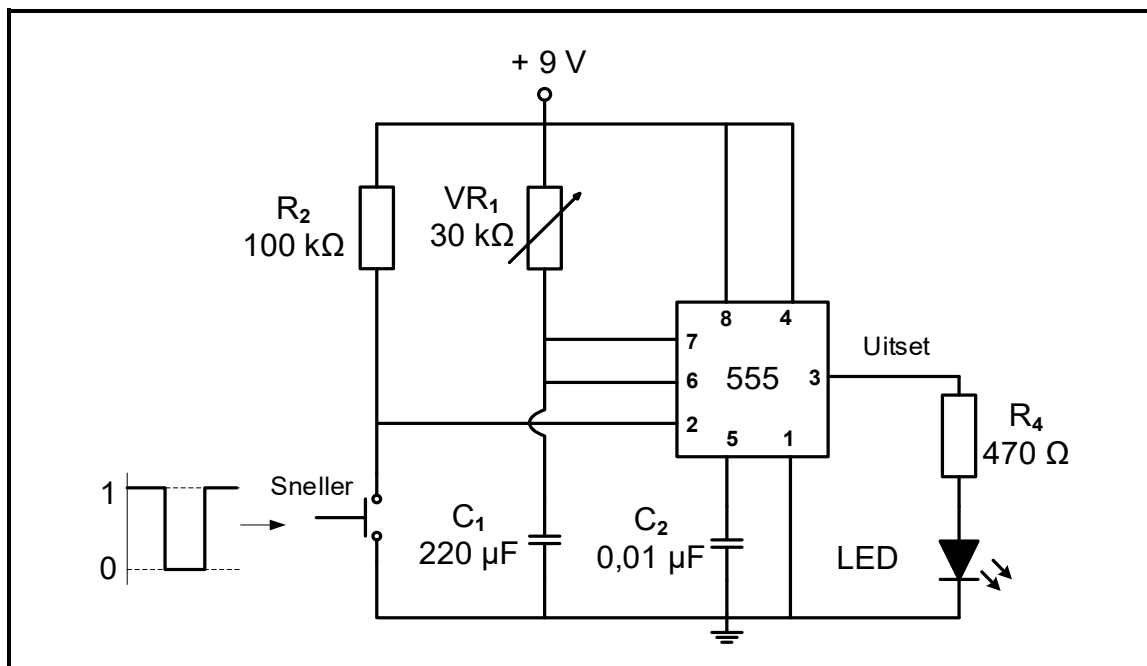 + 9 V
R₂
100 kΩ
VR₁
30 kΩ
8 4
7
6
2
555
3
5 1
Uitset
R₄
470 Ω
1
0
Sneller
C₁
220 µF
C₂
0,01 µF
LED